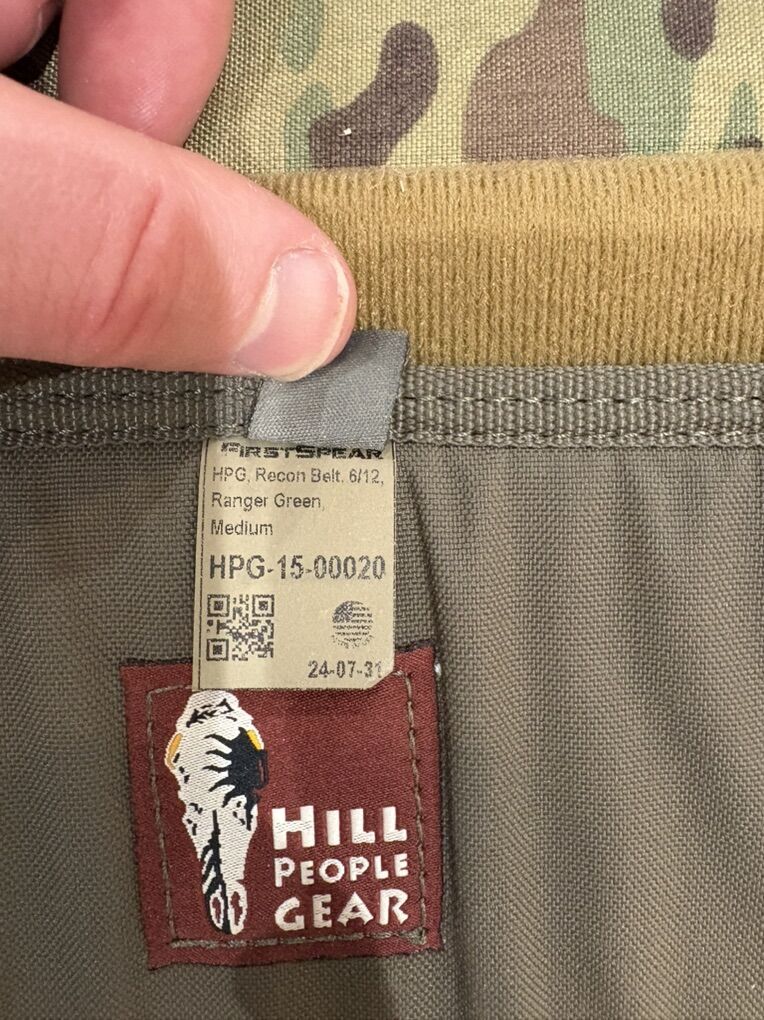 FIRSTSPEAR
HPG, Recon Belt. 6/12,
Ranger Green,
Medium
HPG-15-00020
24-07-31
HILL
PEOPLE
GEAR